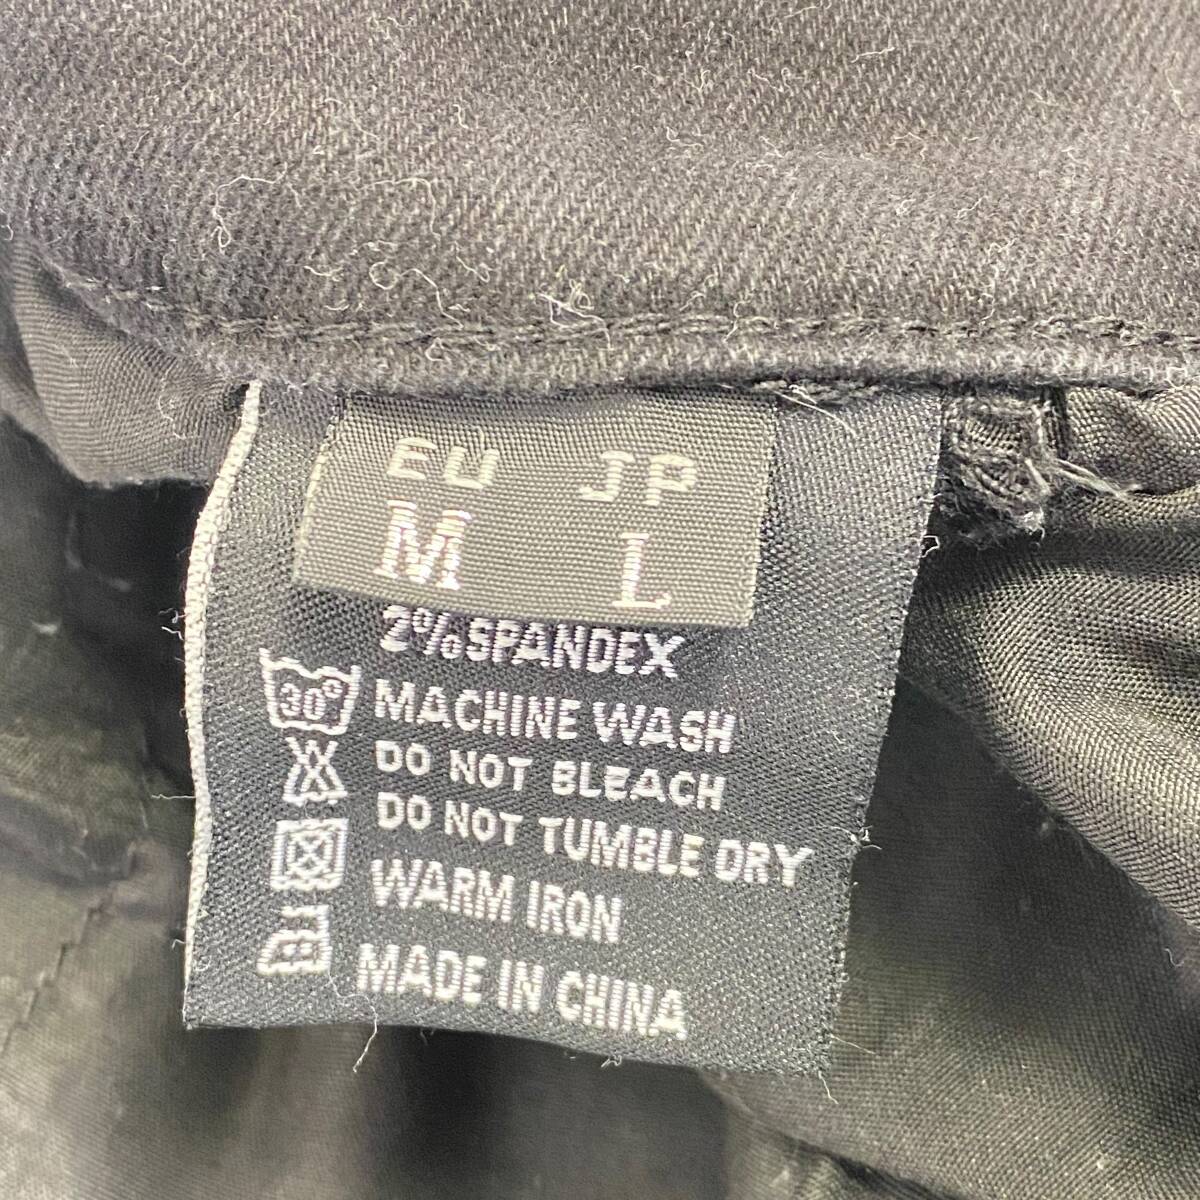 EU JP
M L
2%SPANDEX
30° MACHINE WASH
DO NOT BLEACH
DO NOT TUMBLE DRY
WARM IRON
MADE IN CHINA